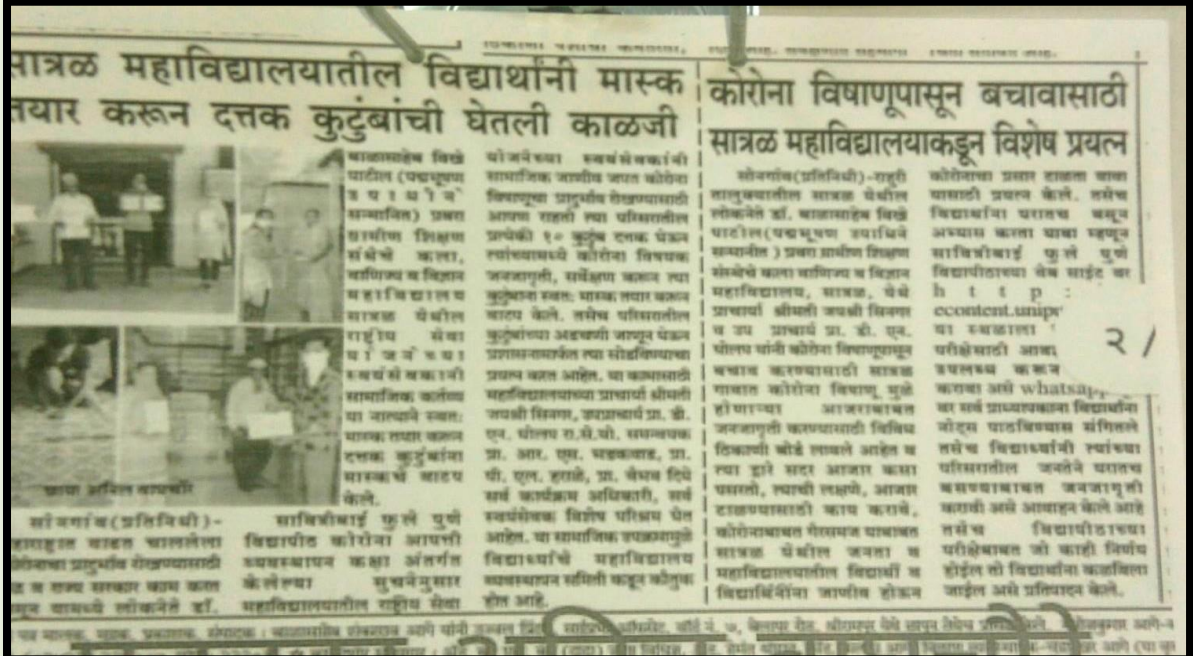 सात्रळ महाविद्यालयातील विद्यार्थांनी मास्क
तयार करून दत्तक कुटुंबांची घेतली काळजी
बाळासाहेब विखे
पाटील (पद्मभूषण
उपाधीने
सन्मानित) प्रवरा
ग्रामीण शिक्षण
संस्थेचे कला,
वाणिज्य व विज्ञान
महाविद्यालय
सात्रळ येथील
राष्ट्रीय सेवा
योजनेच्या
स्वयंसेवकांनी
सामाजिक कर्तव्य
या नात्याने स्वतः
मास्क तयार करून
दत्तक कुटुंबांना
मास्कचे वाटप
केले.
छाया अनिल वाघचौरे
सोनगांव(प्रतिनिधी)-
वाढत चाललेला
प्रादुर्भाव रोखण्यासाठी
व राज्य सरकार काम करत
यामध्ये लोकनेते डॉ.
सावित्रीबाई फुले पुणे
विद्यापीठ कोरोना आपत्ती
व्यवस्थापन कक्षा अंतर्गत
केलेल्या सुचनेनुसार
महाविद्यालयातील राष्ट्रीय सेवा
योजनेच्या स्वयंसेवकांनी
सामाजिक जाणीव जपत कोरोना
विषाणूचा प्रादुर्भाव रोखण्यासाठी
आपण राहतो त्या परिसरातील
प्रत्येकी १० कुटुंब दत्तक घेऊन
त्यांच्यामध्ये कोरोना विषयक
जनजागृती, सर्वेक्षण करून त्या
कुटुंबाना स्वतः मास्क तयार करून
वाटप केले. तसेच परिसरातील
कुटुंबांच्या अडचणी जाणून घेऊन
प्रशासनामार्फत त्या सोडविण्याचा
प्रयत्न करत आहेत. या कामासाठी
महाविद्यालयाच्या प्राचार्या श्रीमती
जयश्री सिनगर, उपप्राचार्य प्रा. डी.
एन. घोलप रा.से.यो. समन्वयक
प्रा. आर. एस. भडकवाड, प्रा.
पी. एल. हराळे, प्रा. वैभव दिघे
सर्व कार्यक्रम अधिकारी, सर्व
स्वयंसेवक विशेष परिश्रम घेत
आहेत. या सामाजिक उपक्रमामुळे
विद्यार्थ्यांचे महाविद्यालय
व्यवस्थापन समिती कडून कौतुक
होत आहे.
कोरोना विषाणूपासून बचावासाठी
सात्रळ महाविद्यालयाकडून विशेष प्रयत्न
सोनगांव(प्रतिनिधी)-राहुरी
तालुक्यातील सात्रळ येथील
लोकनेते डॉ. बाळासाहेब विखे
पाटील(पद्मभूषण उपाधिने
सन्मानीत ) प्रवरा ग्रामीण शिक्षण
संस्थेचे कला वाणिज्य व विज्ञान
महाविद्यालय, सात्रळ, येथे
प्राचार्या श्रीमती जयश्री सिनगर
व उप प्राचार्य प्रा. डी. एन.
घोलप यांनी कोरोना विषाणूपासून
बचाव करण्यासाठी सात्रळ
गावात कोरोना विषाणू मुळे
होणाऱ्या आजाराबाबत
जनजागृती करण्यासाठी विविध
ठिकाणी बोर्ड लावले आहेत व
त्या द्वारे सदर आजार कसा
पसरतो, त्याची लक्षणे, आजार
टाळण्यासाठी काय करावे,
कोरोनाबाबत गैरसमज याबाबत
सात्रळ येथील जनता व
महाविद्यालयातील विद्यार्थी व
विद्यार्थिनींना जाणीव होऊन
कोरोनाचा प्रसार टाळता यावा
यासाठी प्रयत्न केले. तसेच
विद्यार्थांना घरातच बसून
अभ्यास करता यावा म्हणून
सावित्रीबाई फुले पुणे
विद्यापीठाच्या वेब साईट वर
http:
econtent.unip
या स्थळाला
परीक्षेसाठी
उपलब्ध करून
करावा असे whatsapp
वर सर्व प्राध्यापकाना विद्यार्थांना
नोट्स पाठविण्यास सांगितले
तसेच विद्यार्थ्यांनी त्यांच्या
परिसरातील जनतेने घरातच
बसण्याबाबत जनजागृती
करावी असे आवाहन केले आहे
तसेच विद्यापीठाच्या
परीक्षेबाबत जो काही निर्णय
होईल तो विद्यार्थांना कळविला
जाईल असे प्रतिपादन केले.
२/